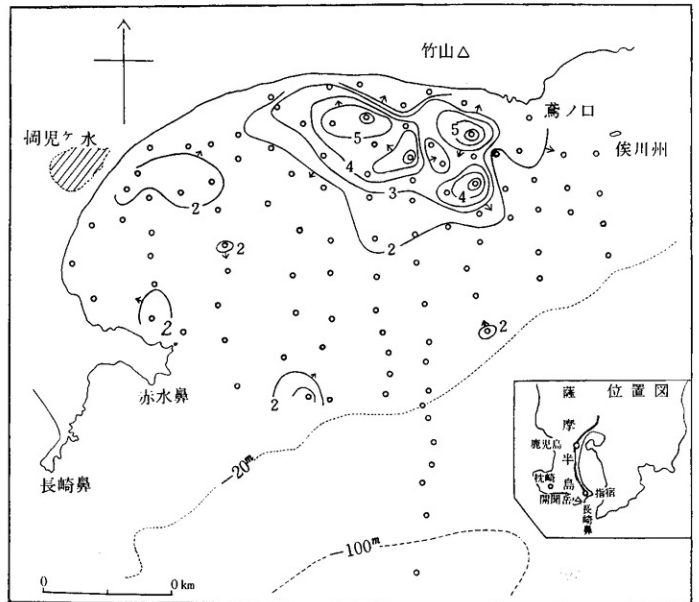 竹山△
鳶ノ口
俣川州
岡児ヶ水
5
5
4
4
3
2
2
2
2
2
2
赤水鼻
長崎鼻
-20m
-100m
0
0km
薩摩半島
位置図
鹿児島
枕崎
開聞岳
指宿
長崎鼻